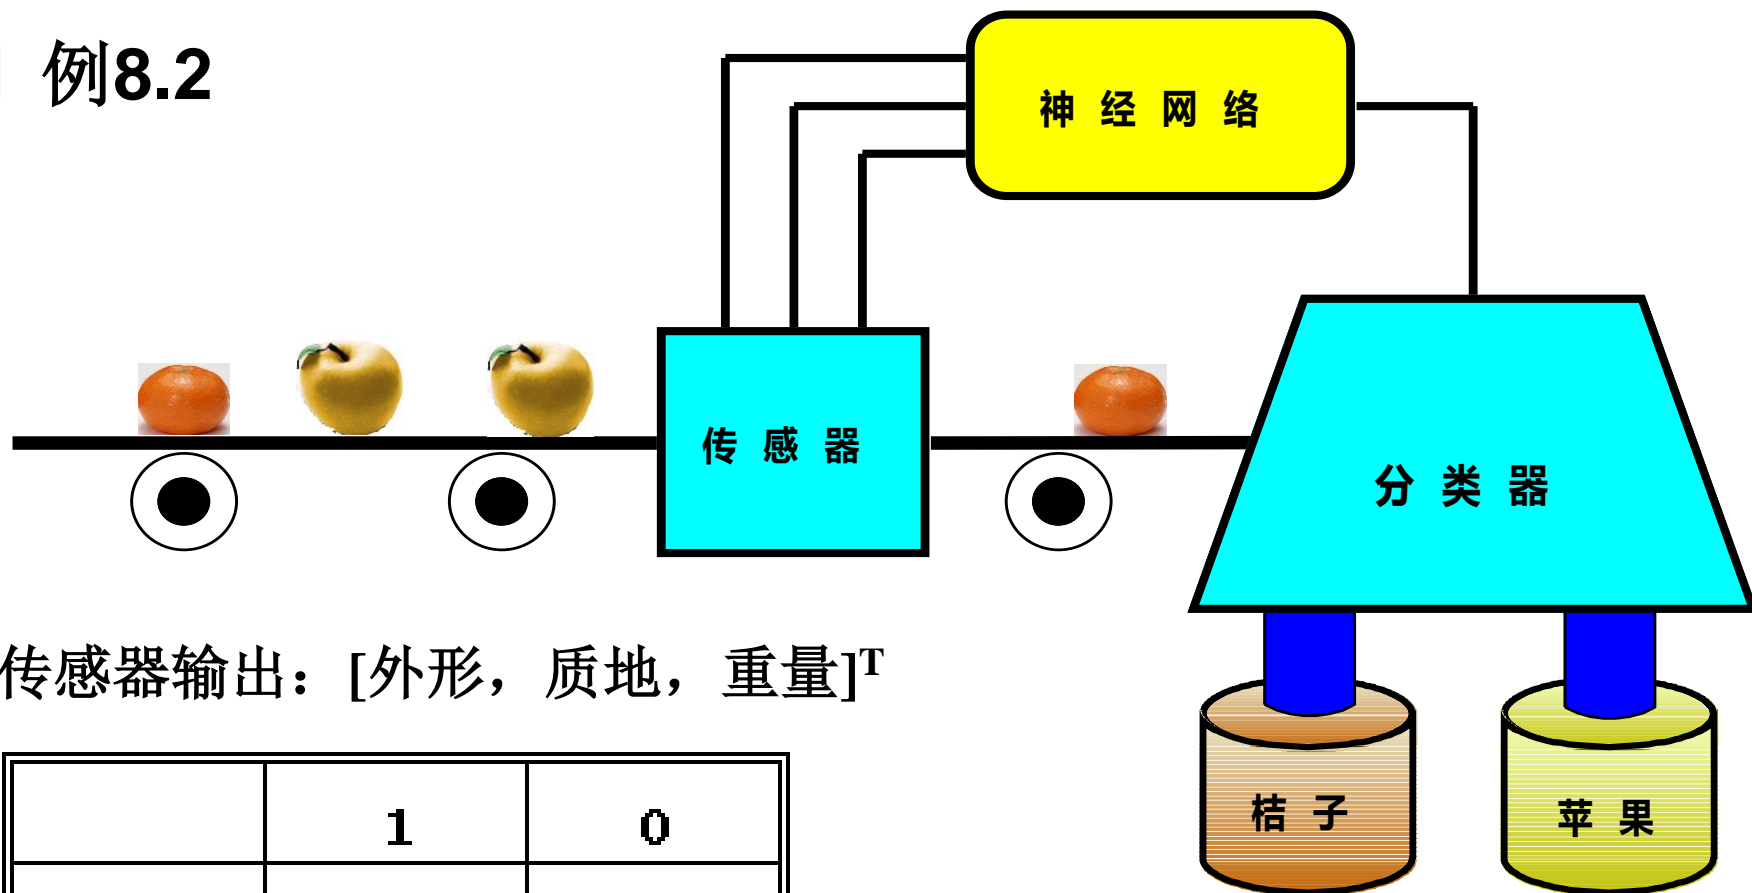 例8.2
神 经 网 络
传 感 器
分 类 器
传感器输出：[外形，质地，重量]ᵀ
1 0
桔 子
苹 果